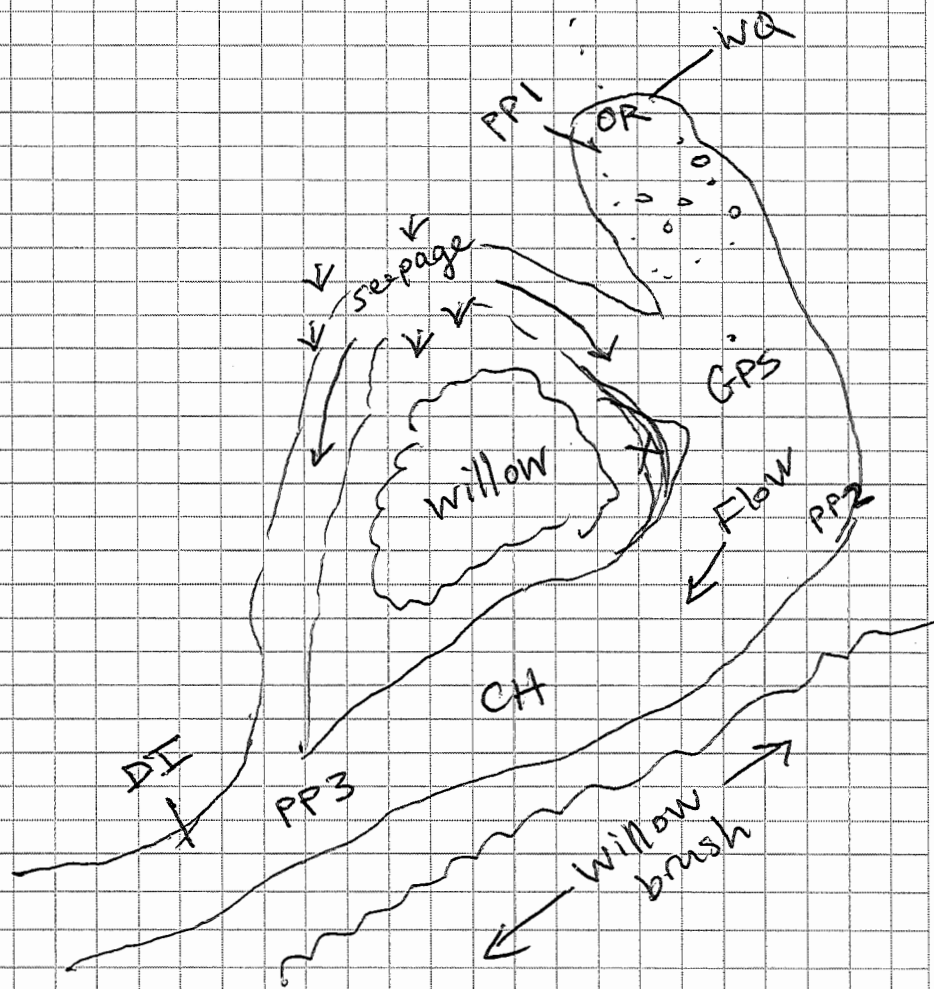 WQ
PP1
OR
seepage
GPS
willow
Flow
PP2
CH
DI
PP3
Willow
brush